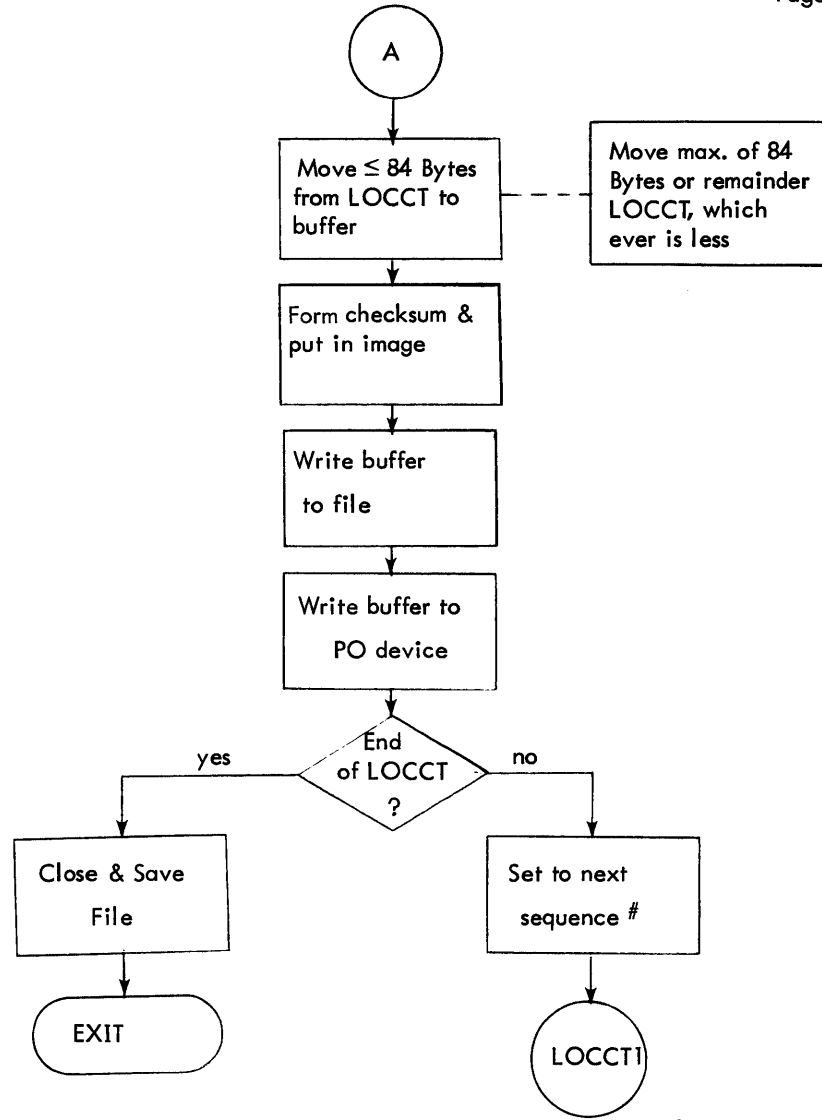 Page
A
Move ≤ 84 Bytes
from LOCCT to
buffer
Move max. of 84
Bytes or remainder
LOCCT, which
ever is less
Form checksum &
put in image
Write buffer
to file
Write buffer to
PO device
End
of LOCCT
?
yes
no
Close & Save
File
Set to next
sequence #
EXIT
LOCCT1